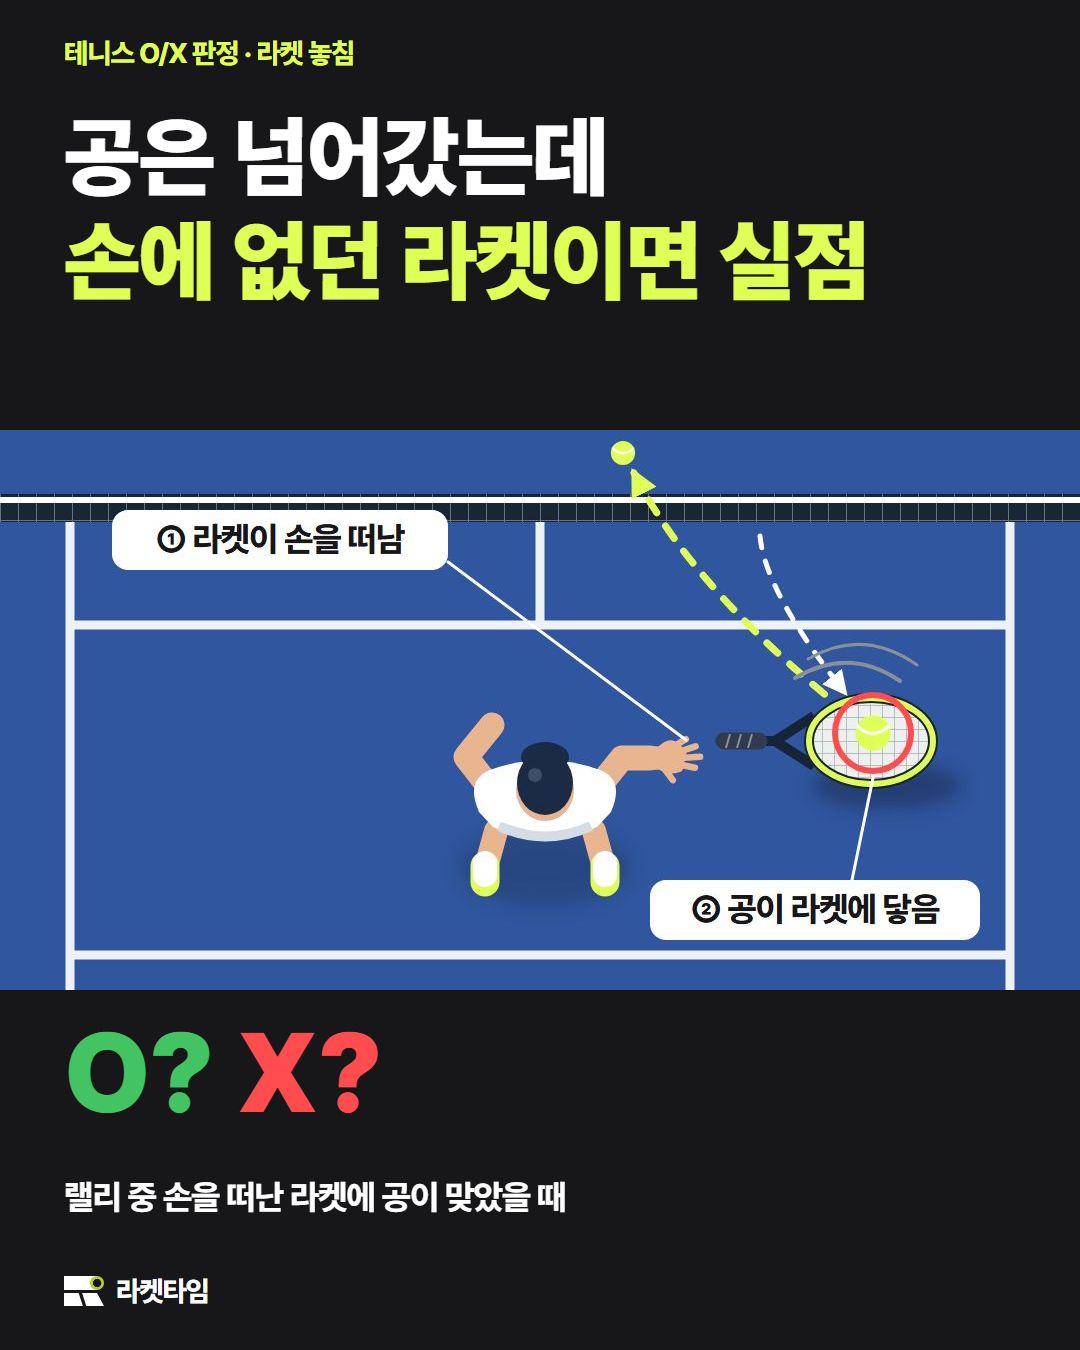 테니스 O/X 판정 · 라켓 놓침
공은 넘어갔는데
손에 없던 라켓이면 실점
① 라켓이 손을 떠남
② 공이 라켓에 닿음
O? X?
랠리 중 손을 떠난 라켓에 공이 맞았을 때
라켓타임